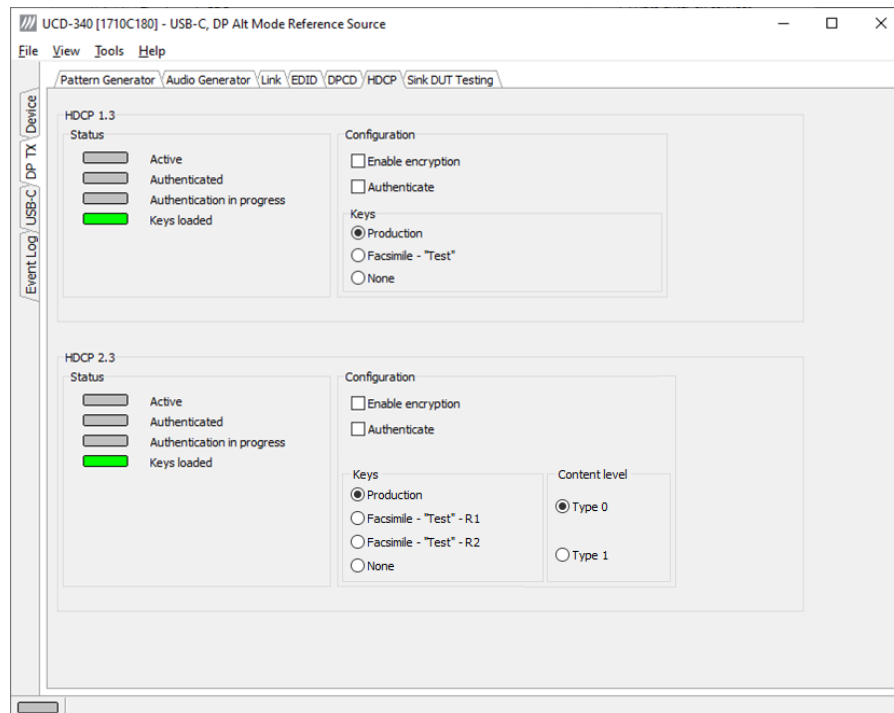 UCD-340 [1710C180] - USB-C, DP Alt Mode Reference Source
File View Tools Help
Pattern Generator Audio Generator Link EDID DPCD HDCP Sink DUT Testing
Device
DP TX
USB-C
Event Log
HDCP 1.3
Status
Active
Authenticated
Authentication in progress
Keys loaded
Configuration
Enable encryption
Authenticate
Keys
Production
Facsimile - "Test"
None
HDCP 2.3
Status
Active
Authenticated
Authentication in progress
Keys loaded
Configuration
Enable encryption
Authenticate
Keys
Production
Facsimile - "Test" - R1
Facsimile - "Test" - R2
None
Content level
Type 0
Type 1